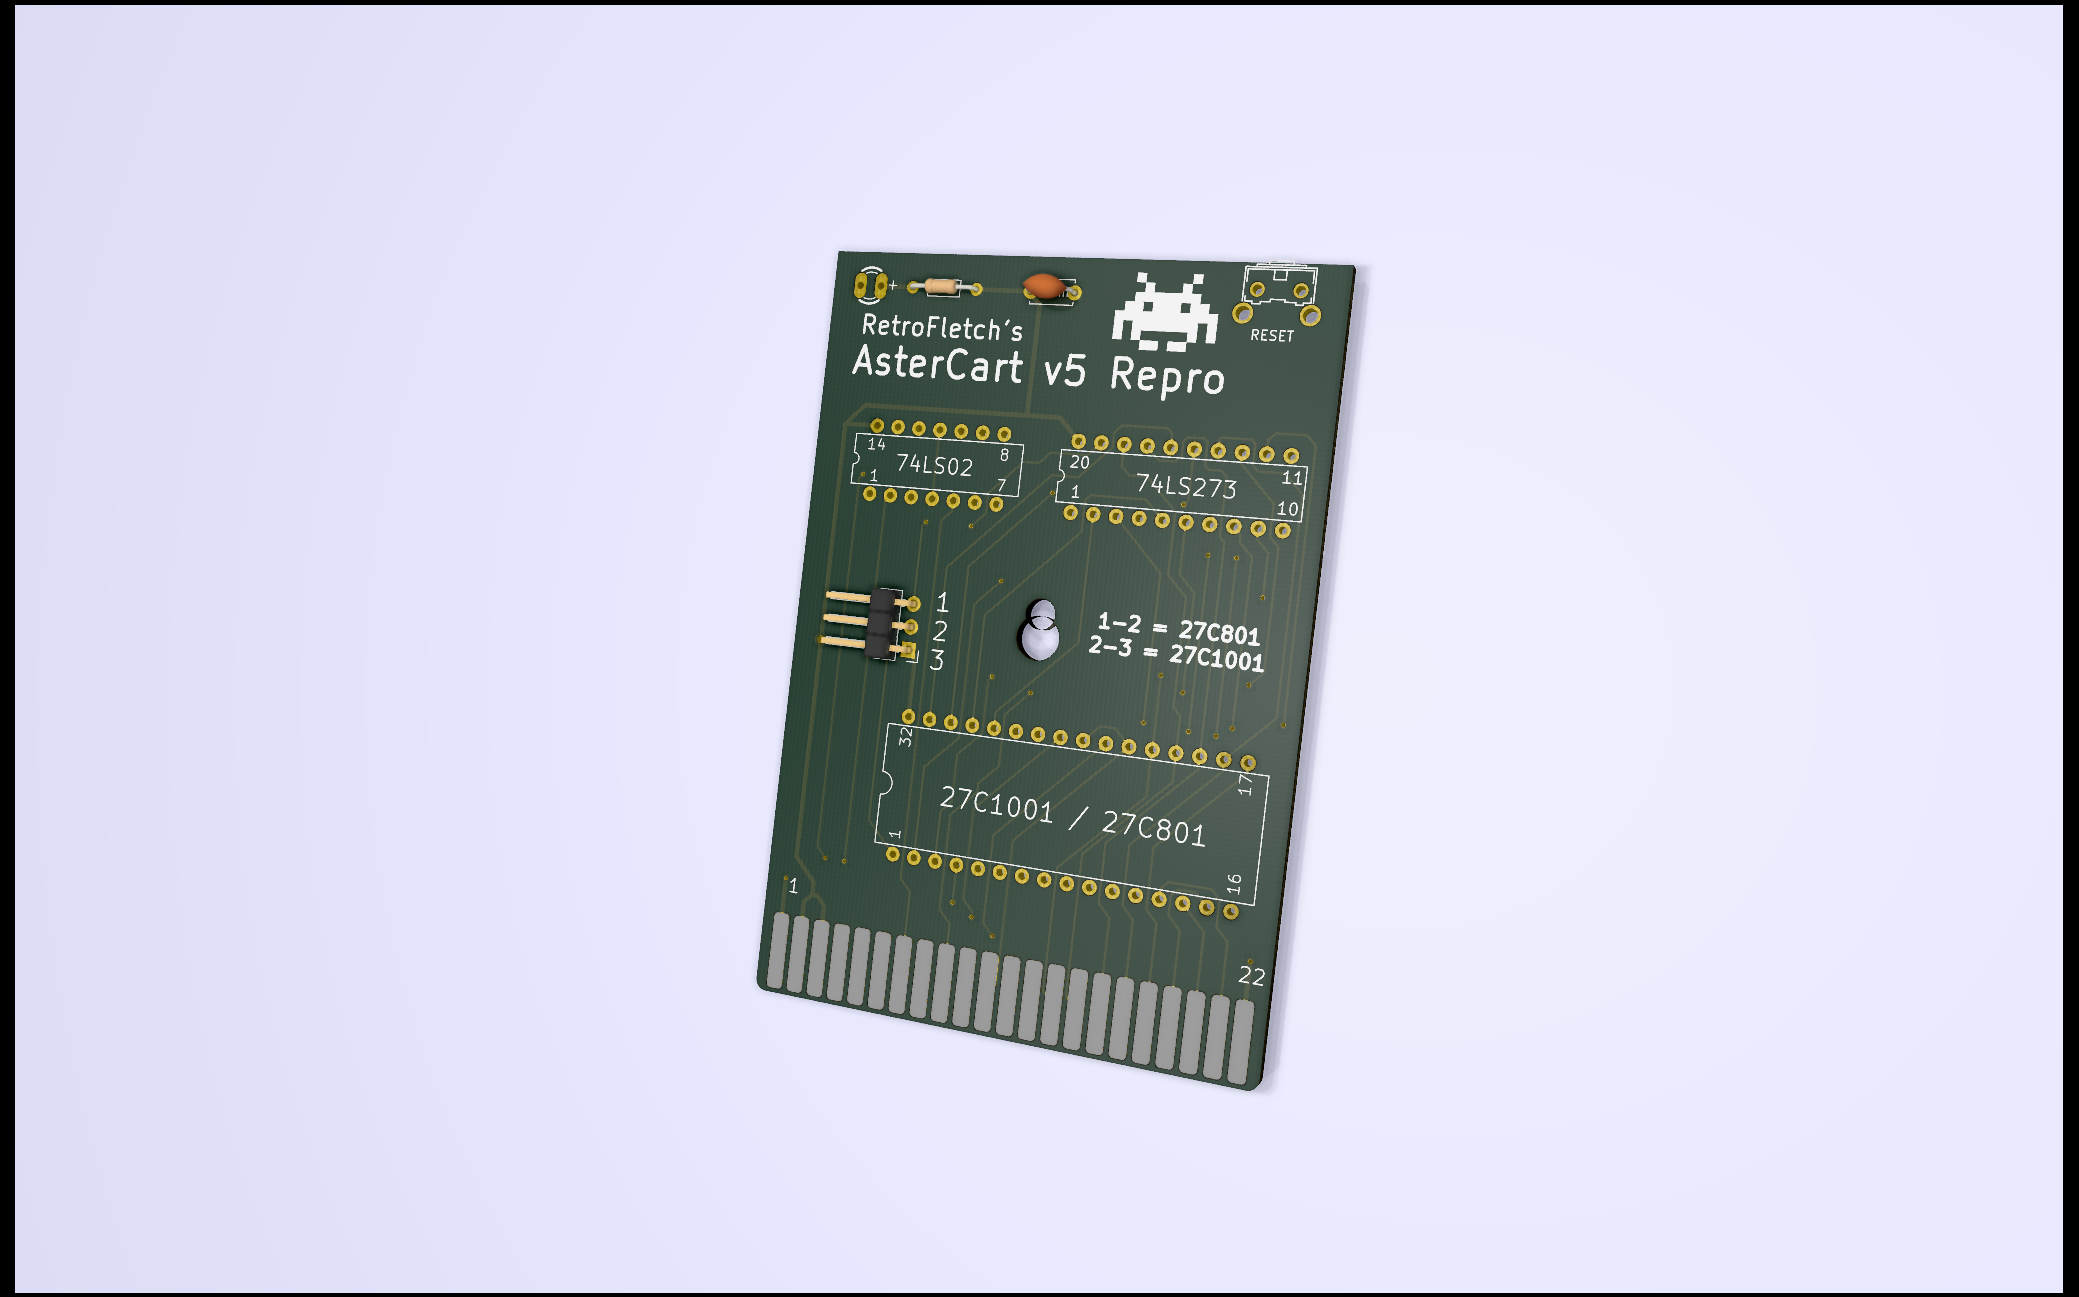 +
RetroFletch's
RESET
AsterCart v5 Repro
14 8
74LS02
1 7
20 11
74LS273
1 10
1
2
3
1-2 = 27C801
2-3 = 27C1001
32 17
27C1001 / 27C801
1 16
1 22